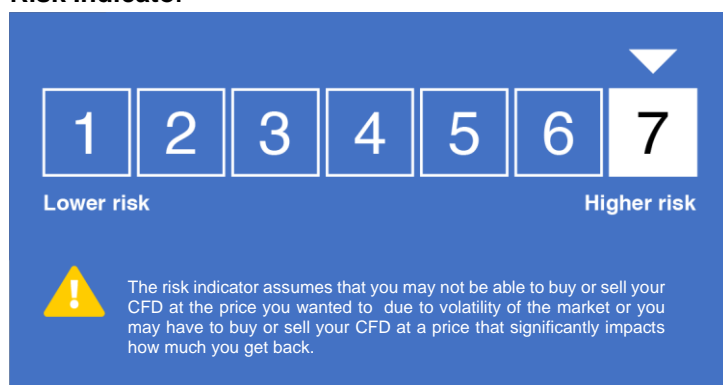 Risk Indicator
1 2 3 4 5 6 7
Lower risk Higher risk
The risk indicator assumes that you may not be able to buy or sell your
CFD at the price you wanted to due to volatility of the market or you
may have to buy or sell your CFD at a price that significantly impacts
how much you get back.